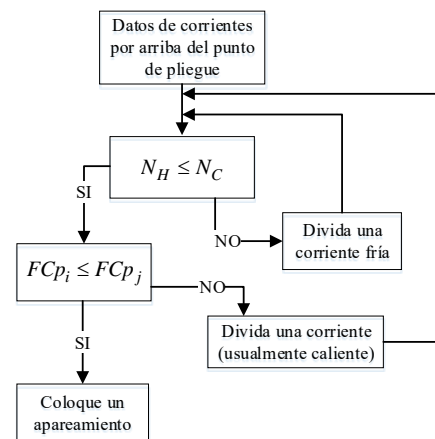 Datos de corrientes
por arriba del punto
de pliegue
N_H ≤ N_C
SI
NO
Divida una
corriente fría
FCp_i ≤ FCp_j
NO
SI
Divida una corriente
(usualmente caliente)
Coloque un
apareamiento